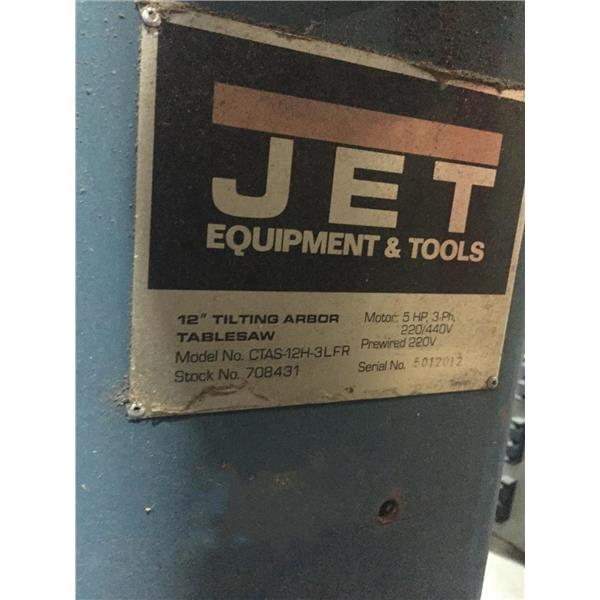 JET
EQUIPMENT & TOOLS
12" TILTING ARBOR
TABLESAW
Model No. CTAS-12H-3LFR
Stock No. 708431
Motor: 5 HP, 3-Ph,
220/440V
Prewired 220V
Serial No. 5012012
Taiwan